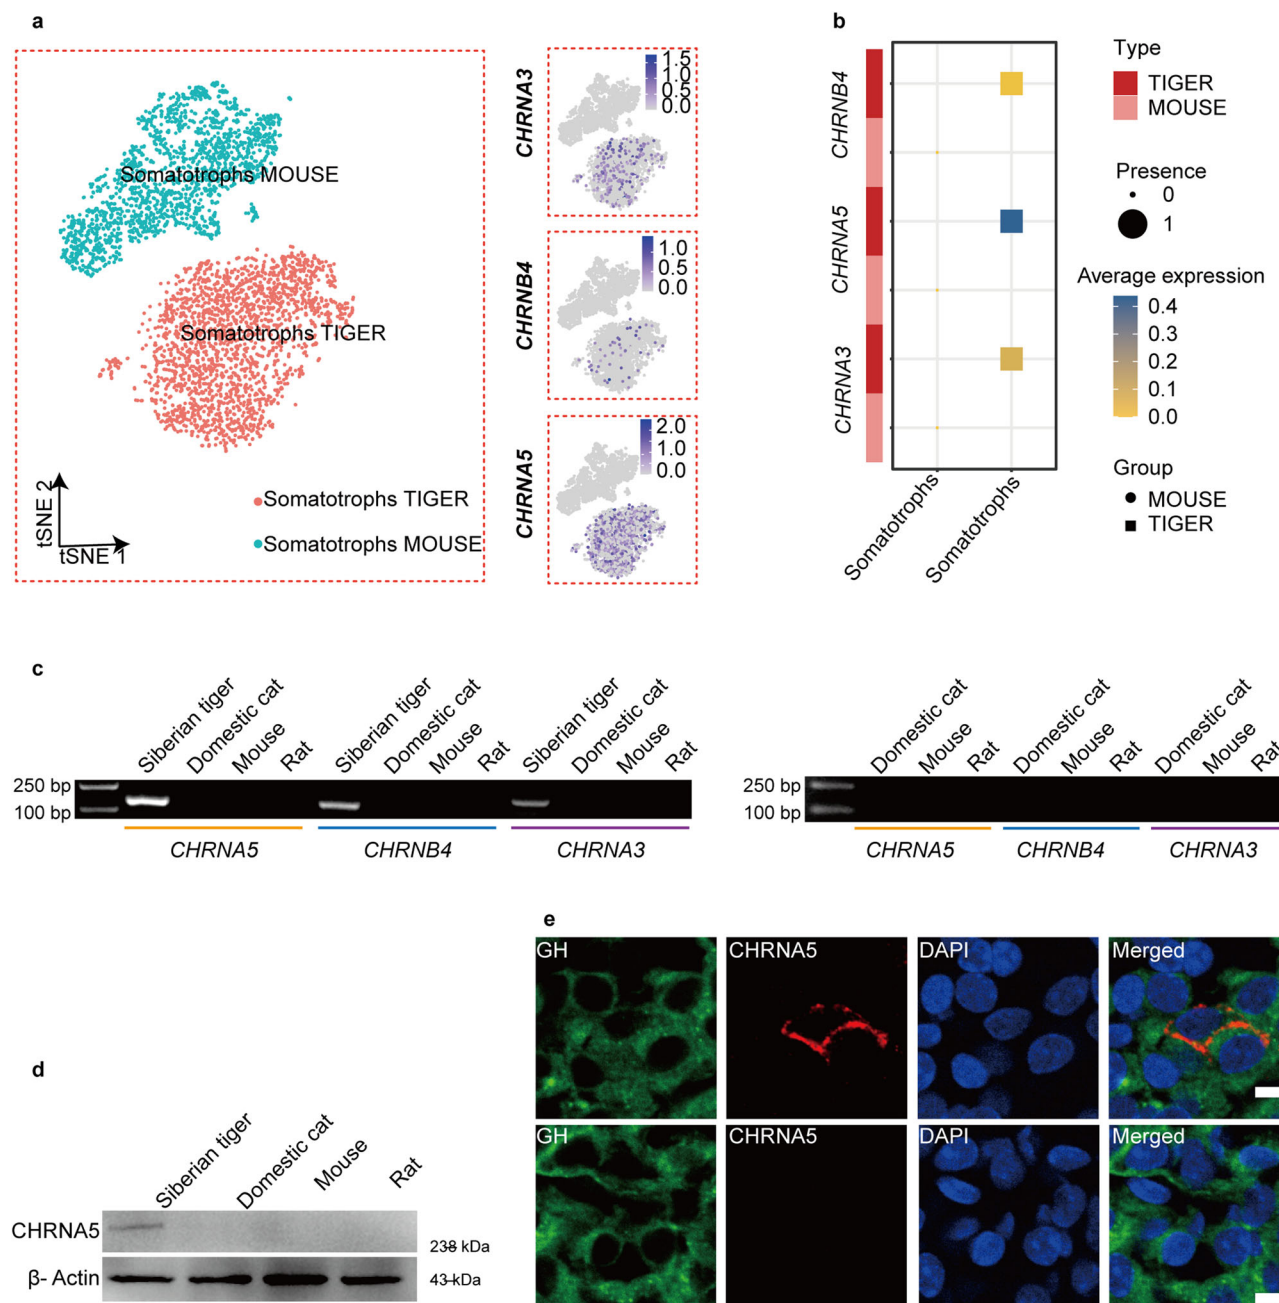 a
Somatotrophs MOUSE
Somatotrophs TIGER
tSNE 2
tSNE 1
Somatotrophs TIGER
Somatotrophs MOUSE
CHRNA3
1.5
1.0
0.5
0.0
CHRNB4
1.0
0.5
0.0
CHRNA5
2.0
1.0
0.0
b
CHRNB4
CHRNA5
CHRNA3
Somatotrophs
Somatotrophs
Type
TIGER
MOUSE
Presence
0
1
Average expression
0.4
0.3
0.2
0.1
0.0
Group
MOUSE
TIGER
c
Siberian tiger Domestic cat Mouse Rat Siberian tiger Domestic cat Mouse Rat Siberian tiger Domestic cat Mouse Rat
250 bp
100 bp
CHRNA5 CHRNB4 CHRNA3
Domestic cat Mouse Rat Domestic cat Mouse Rat Domestic cat Mouse Rat
250 bp
100 bp
CHRNA5 CHRNB4 CHRNA3
d
Siberian tiger Domestic cat Mouse Rat
CHRNA5
238 kDa
β- Actin
43 kDa
e
GH CHRNA5 DAPI Merged
GH CHRNA5 DAPI Merged